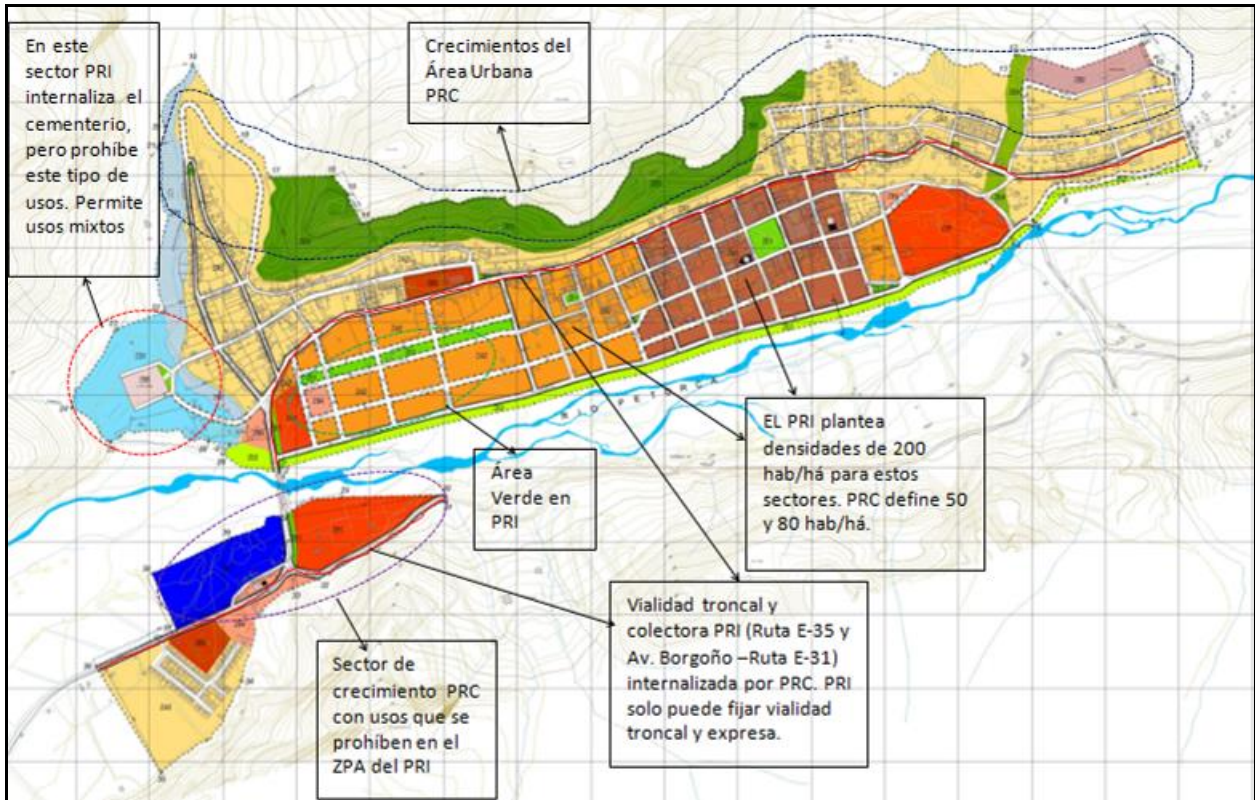 En este
sector PRI
internaliza el
cementerio,
pero prohíbe
este tipo de
usos. Permite
usos mixtos
Crecimientos del
Área Urbana
PRC
RIO PETORCA
EL PRI plantea
densidades de 200
hab/há para estos
sectores. PRC define 50
y 80 hab/há.
Área
Verde en
PRI
Vialidad troncal y
colectora PRI (Ruta E-35 y
Av. Borgoño –Ruta E-31)
internalizada por PRC. PRI
solo puede fijar vialidad
troncal y expresa.
Sector de
crecimiento PRC
con usos que se
prohíben en el
ZPA del PRI